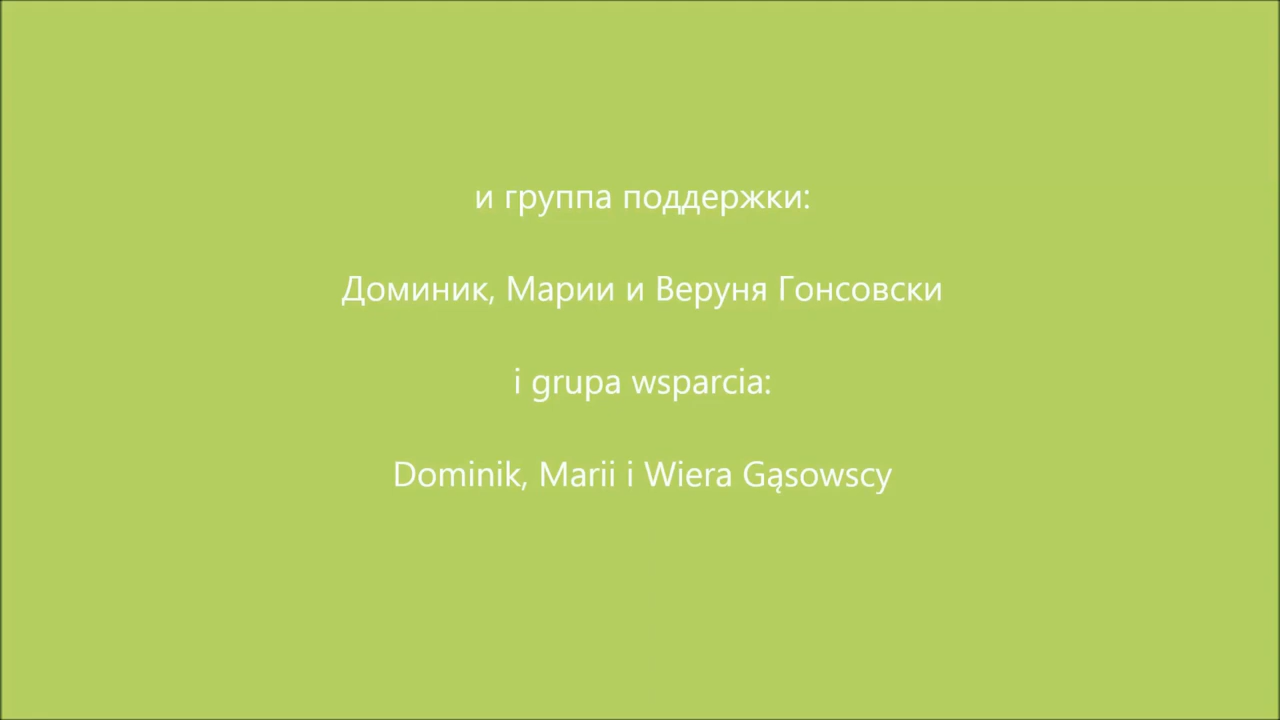 и группа поддержки:
Доминик, Марии и Веруня Гонсовски
i grupa wsparcia:
Dominik, Marii i Wiera Gąsowscy